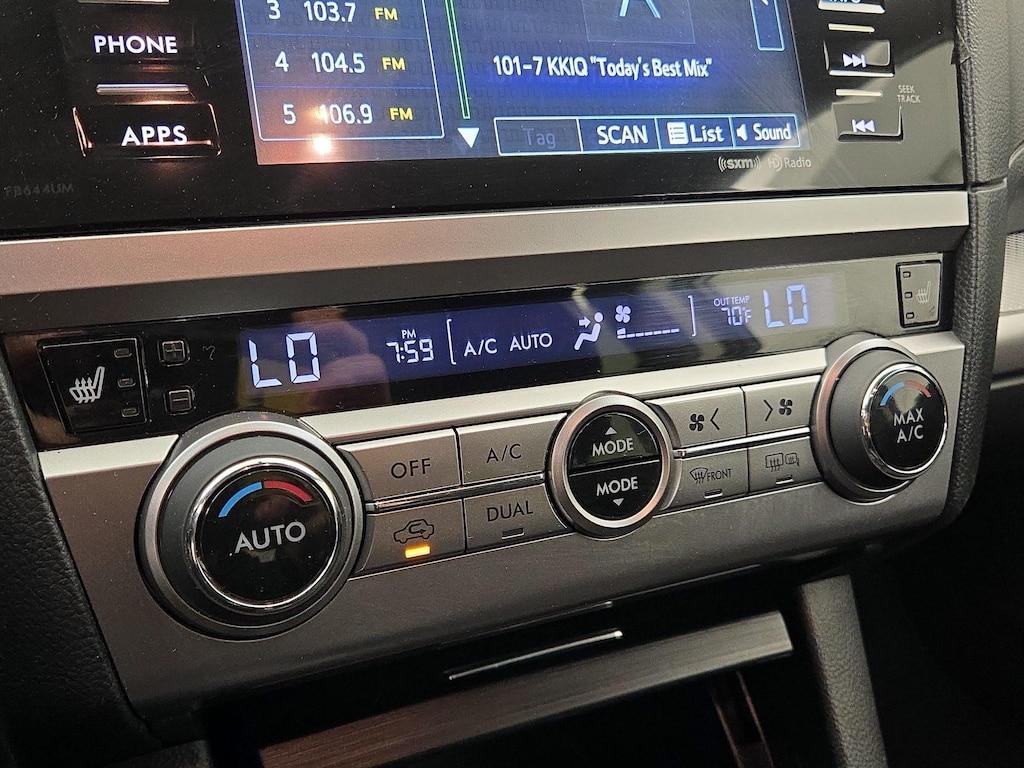 PHONE
APPS
3 103.7 FM
4 104.5 FM
5 106.9 FM
101-7 KKIQ "Today's Best Mix"
Tag SCAN List Sound
SEEK
TRACK
((sxm)) HD Radio
FB644UM
LO
PM
7:59
A/C AUTO
OUT TEMP
70°F
LO
AUTO
OFF
A/C
DUAL
MODE
MODE
FRONT
MAX
A/C